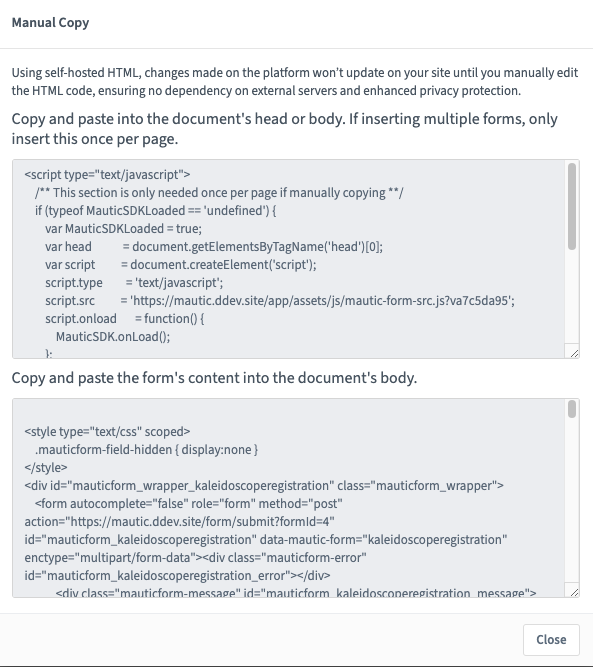 Manual Copy
Using self-hosted HTML, changes made on the platform won't update on your site until you manually edit
the HTML code, ensuring no dependency on external servers and enhanced privacy protection.
Copy and paste into the document's head or body. If inserting multiple forms, only
insert this once per page.
<script type="text/javascript">
/** This section is only needed once per page if manually copying **/
if (typeof MauticSDKLoaded == 'undefined') {
var MauticSDKLoaded = true;
var head = document.getElementsByTagName('head')[0];
var script = document.createElement('script');
script.type = 'text/javascript';
script.src = 'https://mautic.ddev.site/app/assets/js/mautic-form-src.js?va7c5da95';
script.onload = function() {
MauticSDK.onLoad();
};
Copy and paste the form's content into the document's body.
<style type="text/css" scoped>
.mauticform-field-hidden { display:none }
</style>
<div id="mauticform_wrapper_kaleidoscoperegistration" class="mauticform_wrapper">
<form autocomplete="false" role="form" method="post"
action="https://mautic.ddev.site/form/submit?formId=4"
id="mauticform_kaleidoscoperegistration" data-mautic-form="kaleidoscoperegistration"
enctype="multipart/form-data"><div class="mauticform-error"
id="mauticform_kaleidoscoperegistration_error"></div>
<div class="mauticform-message" id="mauticform_kaleidoscoperegistration_message">
Close